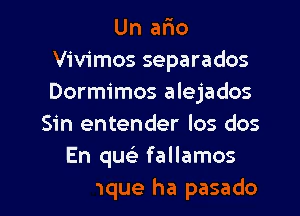 Un año
Vivimos separados
Dormimos alejados
Sin entender los dos
En qué fallamos
ha pasado